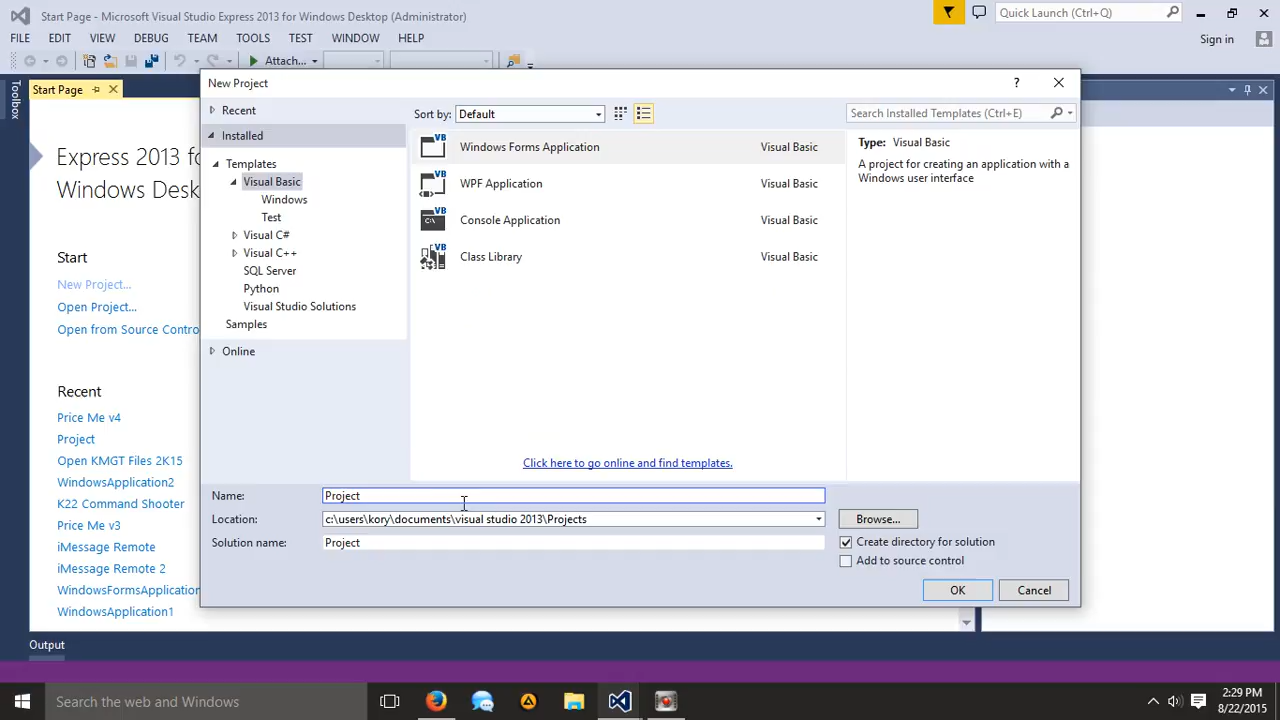 Start Page - Microsoft Visual Studio Express 2013 for Windows Desktop (Administrator)
Quick Launch (Ctrl+Q)
FILE EDIT VIEW DEBUG TEAM TOOLS TEST WINDOW HELP
Sign in
Attach...
Toolbox
Start Page
New Project
Recent
Installed
Templates
Visual Basic
Windows
Test
Visual C#
Visual C++
SQL Server
Python
Visual Studio Solutions
Samples
Online
Sort by: Default
Search Installed Templates (Ctrl+E)
VB Windows Forms Application Visual Basic
VB WPF Application Visual Basic
C:\ VB Console Application Visual Basic
VB Class Library Visual Basic
Type: Visual Basic
A project for creating an application with a
Windows user interface
Click here to go online and find templates.
Name: Project
Location: c:\users\kory\documents\visual studio 2013\Projects
Browse...
Solution name: Project
Create directory for solution
Add to source control
OK Cancel
Express 2013 fo
Windows Desk
Start
New Project...
Open Project...
Open from Source Contro
Recent
Price Me v4
Project
Open KMGT Files 2K15
WindowsApplication2
K22 Command Shooter
Price Me v3
iMessage Remote
iMessage Remote 2
WindowsFormsApplication
WindowsApplication1
Output
Search the web and Windows
2:29 PM
8/22/2015